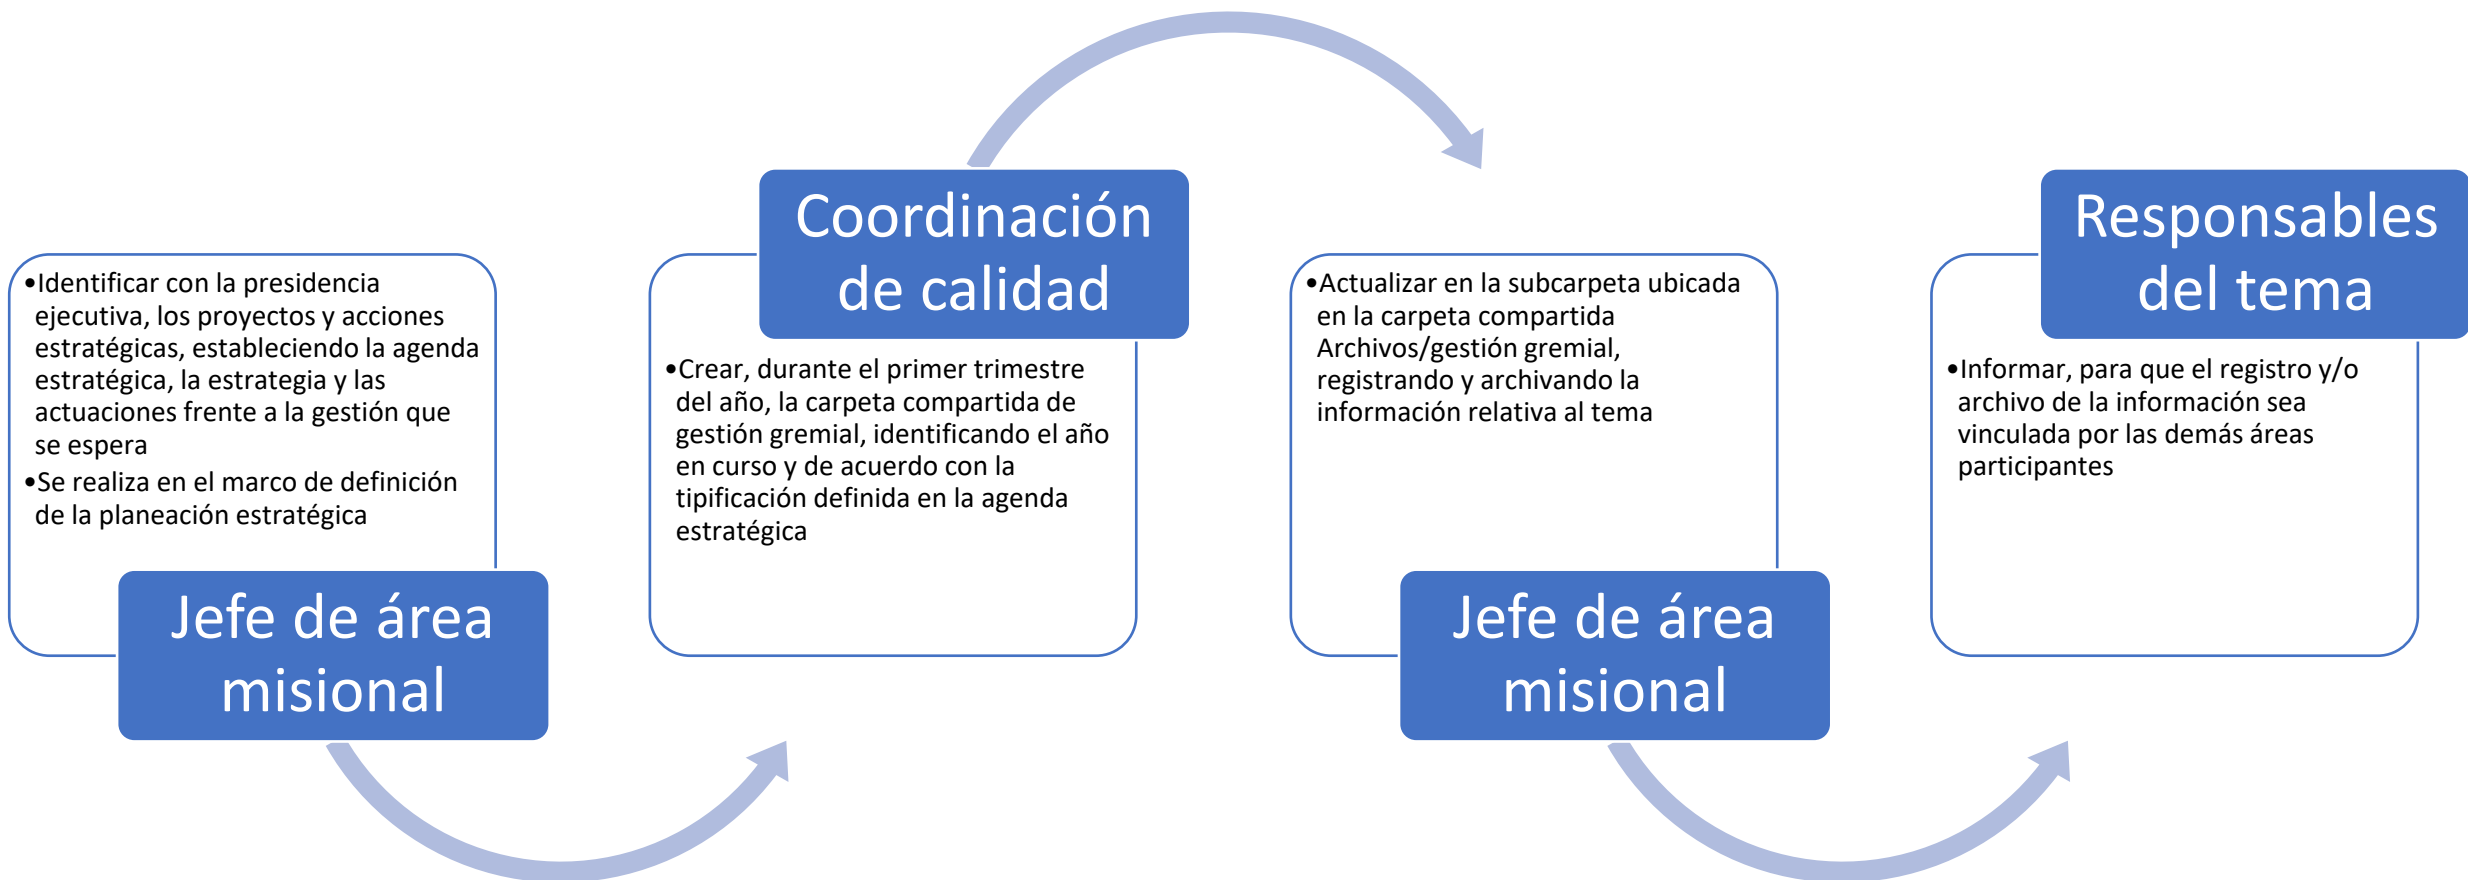 •Identificar con la presidencia
ejecutiva, los proyectos y acciones
estratégicas, estableciendo la agenda
estratégica, la estrategia y las
actuaciones frente a la gestión que
se espera
•Se realiza en el marco de definición
de la planeación estratégica
Jefe de área
misional
Coordinación
de calidad
•Crear, durante el primer trimestre
del año, la carpeta compartida de
gestión gremial, identificando el año
en curso y de acuerdo con la
tipificación definida en la agenda
estratégica
•Actualizar en la subcarpeta ubicada
en la carpeta compartida
Archivos/gestión gremial,
registrando y archivando la
información relativa al tema
Jefe de área
misional
Responsables
del tema
•Informar, para que el registro y/o
archivo de la información sea
vinculada por las demás áreas
participantes